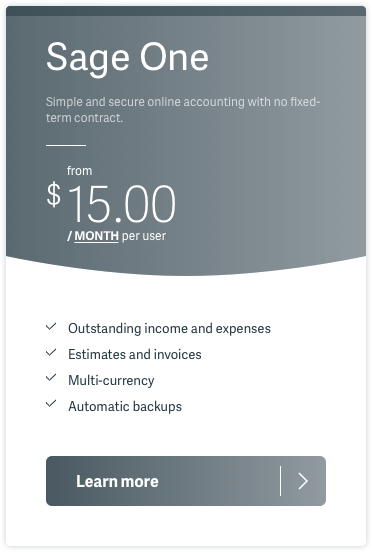 Sage One
Simple and secure online accounting with no fixed-
term contract.
from
$ 15.00
/ MONTH per user
Outstanding income and expenses
Estimates and invoices
Multi-currency
Automatic backups
Learn more